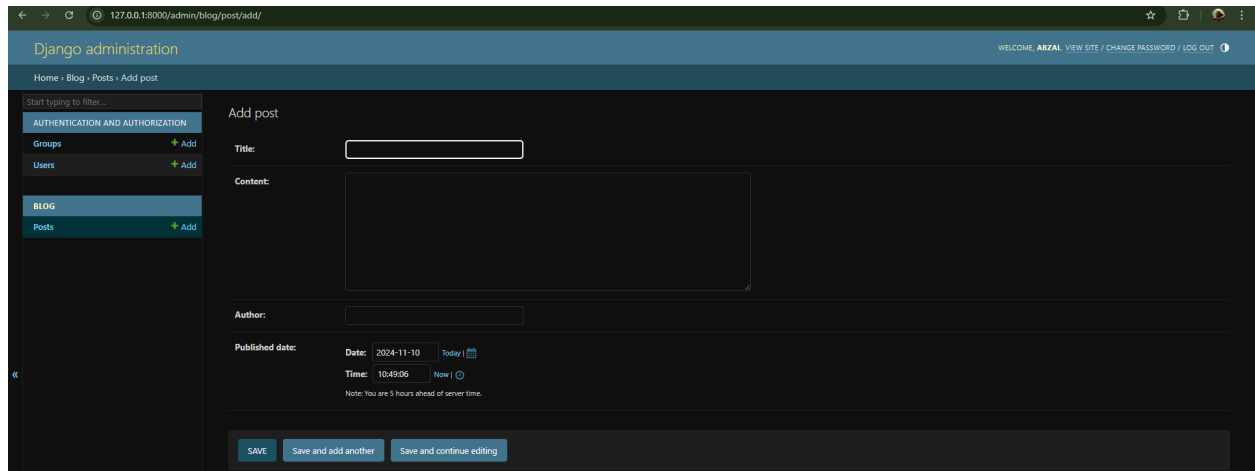 127.0.0.1:8000/admin/blog/post/add/
Django administration
WELCOME, ABZAL. VIEW SITE / CHANGE PASSWORD / LOG OUT
Home › Blog › Posts › Add post
Start typing to filter...
AUTHENTICATION AND AUTHORIZATION
Groups + Add
Users + Add
BLOG
Posts + Add
«
Add post
Title:
Content:
Author:
Published date:
Date: 2024-11-10 Today |
Time: 10:49:06 Now |
Note: You are 5 hours ahead of server time.
SAVE Save and add another Save and continue editing